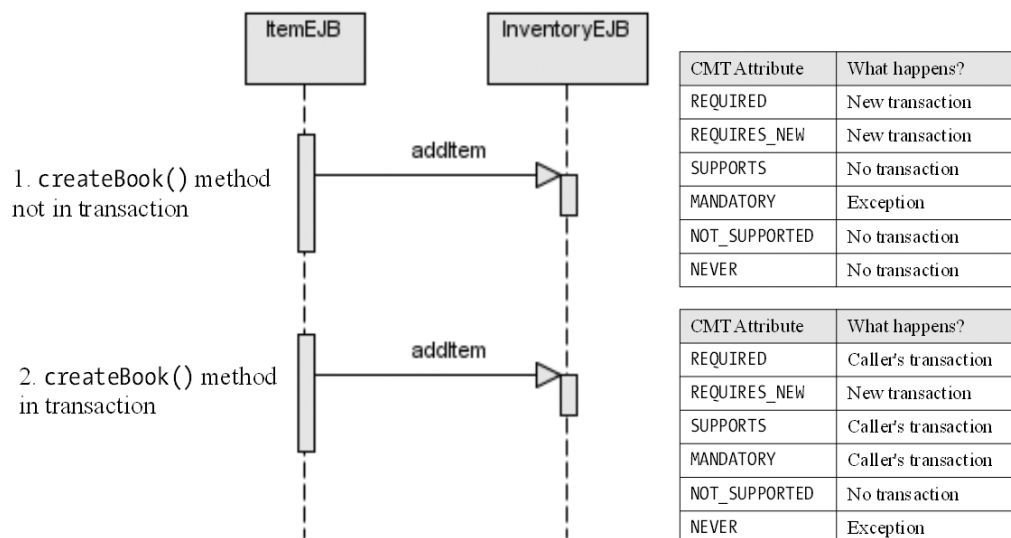 ItemEJB
InventoryEJB
1. createBook() method
not in transaction
addItem
CMT Attribute What happens?
REQUIRED New transaction
REQUIRES_NEW New transaction
SUPPORTS No transaction
MANDATORY Exception
NOT_SUPPORTED No transaction
NEVER No transaction
2. createBook() method
in transaction
addItem
CMT Attribute What happens?
REQUIRED Caller's transaction
REQUIRES_NEW New transaction
SUPPORTS Caller's transaction
MANDATORY Caller's transaction
NOT_SUPPORTED No transaction
NEVER Exception